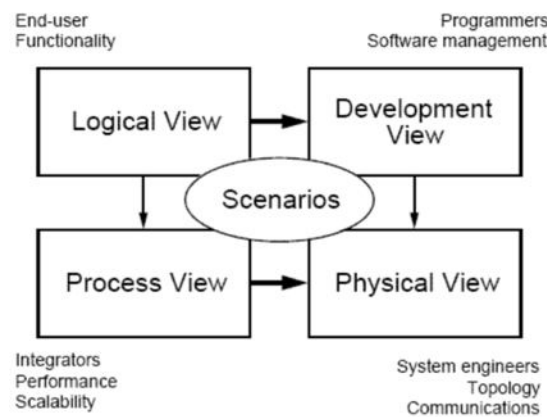 End-user
Functionality
Programmers
Software management
Logical View
Development
View
Scenarios
Process View
Physical View
Integrators
Performance
Scalability
System engineers
Topology
Communications